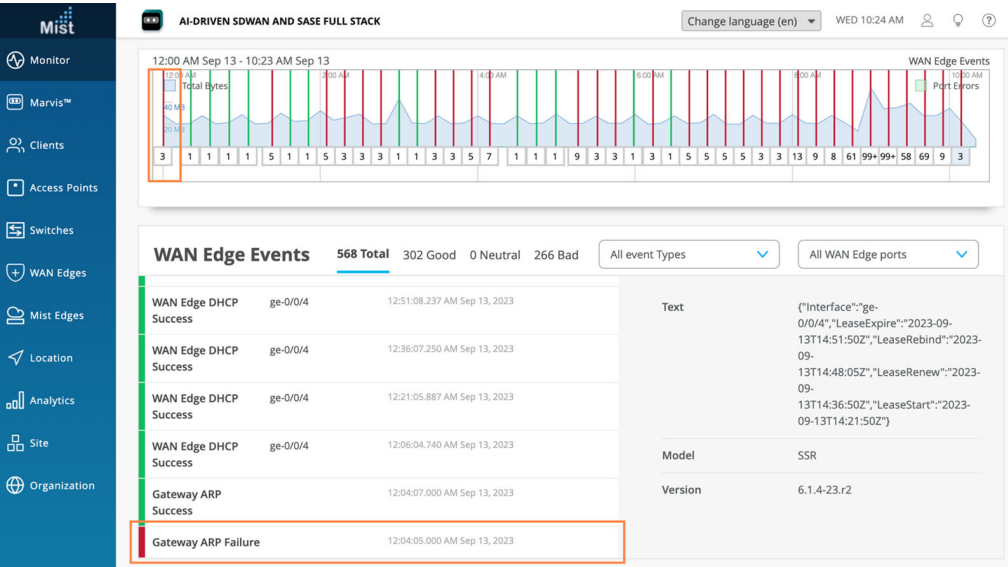 Mist
AI-DRIVEN SDWAN AND SASE FULL STACK
Change language (en)
WED 10:24 AM
Monitor
Marvis™
Clients
Access Points
Switches
WAN Edges
Mist Edges
Location
Analytics
Site
Organization
12:00 AM Sep 13 - 10:23 AM Sep 13
WAN Edge Events
12:00 AM 2:00 AM 4:00 AM 6:00 AM 8:00 AM 10:00 AM
Total Bytes
Port Errors
40 MB
20 MB
3 1 1 1 1 5 1 1 5 3 3 3 1 1 3 3 5 7 1 1 1 9 3 3 1 3 1 5 5 5 5 3 3 13 9 8 61 99+ 99+ 58 69 9 3
WAN Edge Events
568 Total 302 Good 0 Neutral 266 Bad
All event Types
All WAN Edge ports
WAN Edge DHCP ge-0/0/4 12:51:08.237 AM Sep 13, 2023
Success
WAN Edge DHCP ge-0/0/4 12:36:07.250 AM Sep 13, 2023
Success
WAN Edge DHCP ge-0/0/4 12:21:05.887 AM Sep 13, 2023
Success
WAN Edge DHCP ge-0/0/4 12:06:04.740 AM Sep 13, 2023
Success
Gateway ARP 12:04:07.000 AM Sep 13, 2023
Success
Gateway ARP Failure 12:04:05.000 AM Sep 13, 2023
Text
{"Interface":"ge-
0/0/4","LeaseExpire":"2023-09-
13T14:51:50Z","LeaseRebind":"2023-
09-
13T14:48:05Z","LeaseRenew":"2023-
09-
13T14:36:50Z","LeaseStart":"2023-
09-13T14:21:50Z"}
Model SSR
Version 6.1.4-23.r2